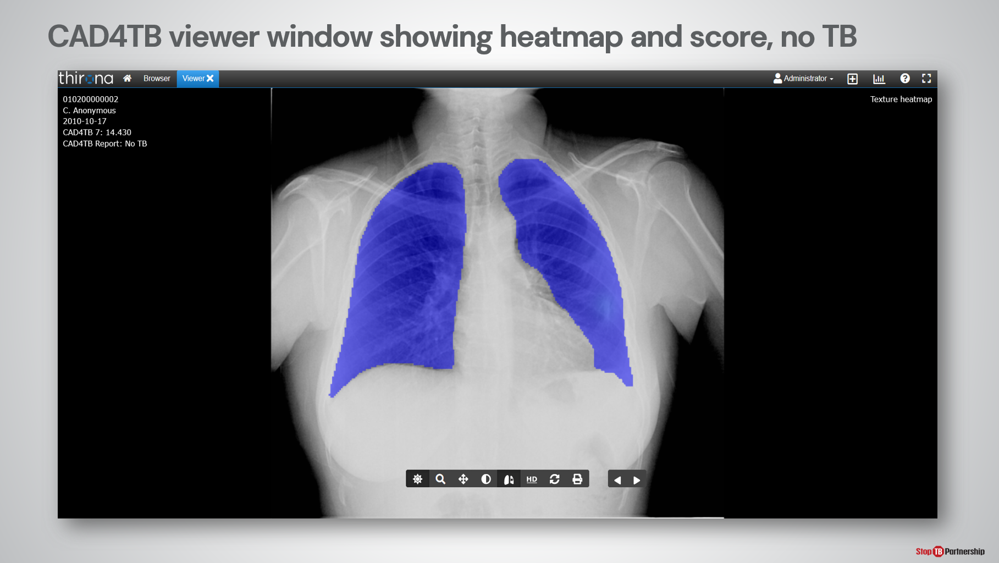 CAD4TB viewer window showing heatmap and score, no TB
thirona Browser Viewer Administrator
010200000002
C. Anonymous
2010-10-17
CAD4TB 7: 14.430
CAD4TB Report: No TB
Texture heatmap
HD
Stop TB Partnership